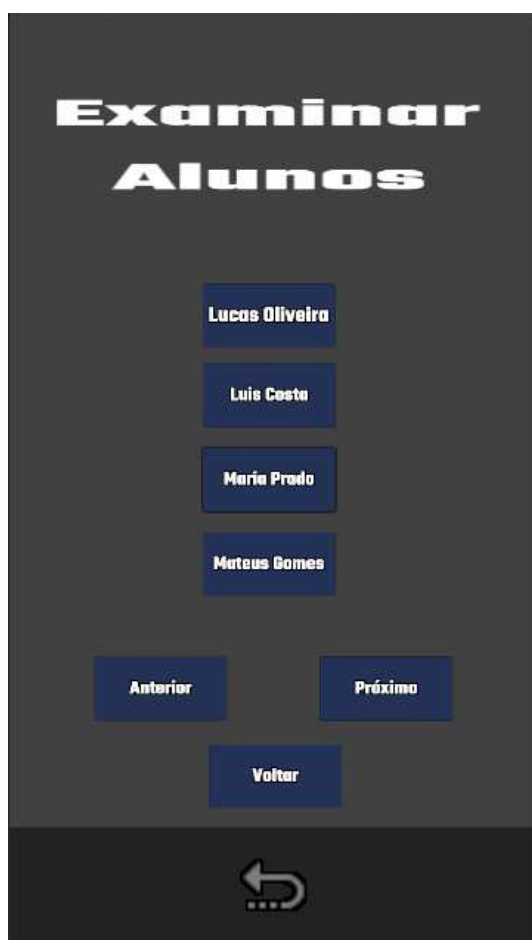 Examinar
Alunos
Lucas Oliveira
Luis Costa
Maria Prado
Mateus Gomes
Anterior
Próximo
Voltar